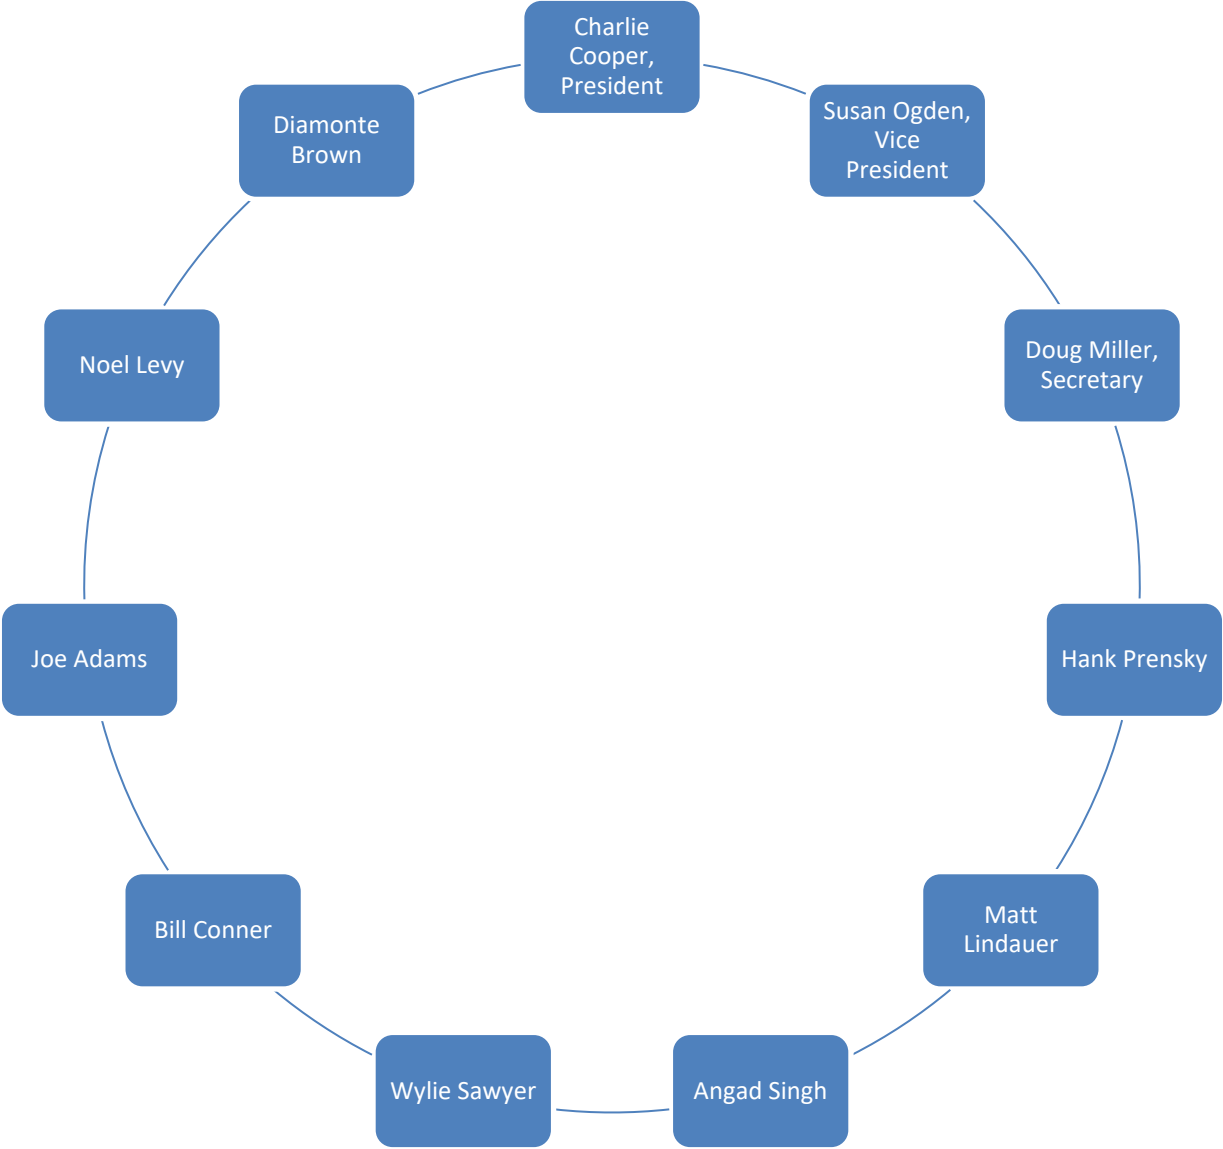 Charlie
Cooper,
President
Susan Ogden,
Vice
President
Doug Miller,
Secretary
Hank Prensky
Matt
Lindauer
Angad Singh
Wylie Sawyer
Bill Conner
Joe Adams
Noel Levy
Diamonte
Brown